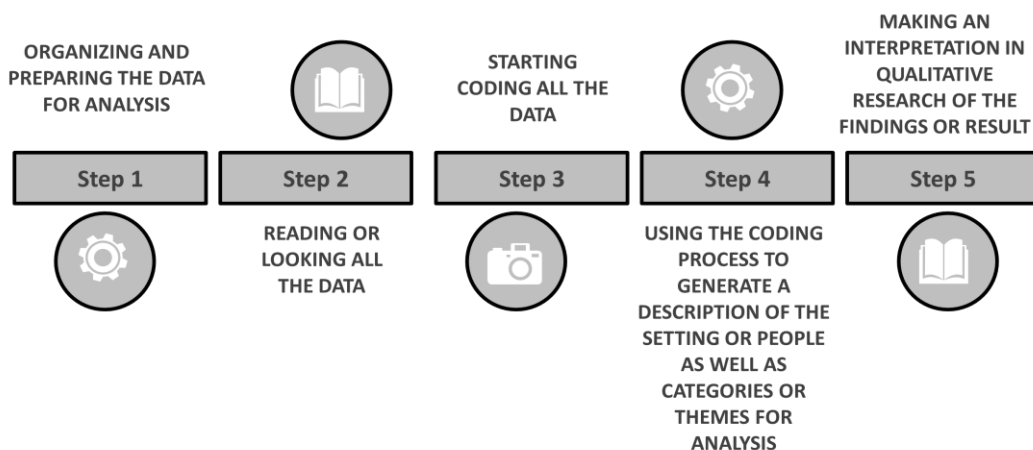 ORGANIZING AND
PREPARING THE DATA
FOR ANALYSIS
Step 1
Step 2
READING OR
LOOKING ALL
THE DATA
STARTING
CODING ALL THE
DATA
Step 3
Step 4
USING THE CODING
PROCESS TO
GENERATE A
DESCRIPTION OF THE
SETTING OR PEOPLE
AS WELL AS
CATEGORIES OR
THEMES FOR
ANALYSIS
MAKING AN
INTERPRETATION IN
QUALITATIVE
RESEARCH OF THE
FINDINGS OR RESULT
Step 5